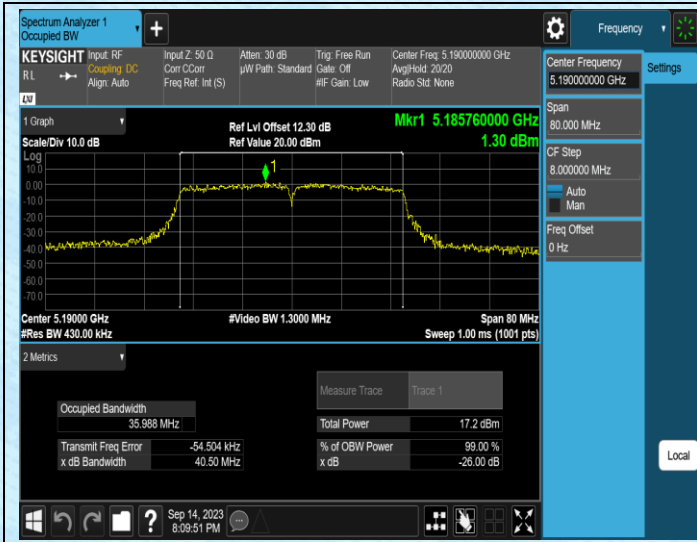 Spectrum Analyzer 1
Occupied BW
Frequency
KEYSIGHT
R L
LXI
Input: RF
Coupling: DC
Align: Auto
Input Z: 50 Ω
Corr CCorr
Freq Ref: Int (S)
Atten: 30 dB
µW Path: Standard
Trig: Free Run
Gate: Off
#IF Gain: Low
Center Freq: 5.190000000 GHz
Avg|Hold: 20/20
Radio Std: None
Center Frequency
5.190000000 GHz
Settings
Span
80.000 MHz
CF Step
8.000000 MHz
Auto
Man
Freq Offset
0 Hz
Local
1 Graph
Scale/Div 10.0 dB
Ref Lvl Offset 12.30 dB
Ref Value 20.00 dBm
Mkr1 5.185760000 GHz
1.30 dBm
Log
10.0
0.00
-10.0
-20.0
-30.0
-40.0
-50.0
-60.0
-70.0
1
Center 5.19000 GHz
#Res BW 430.00 kHz
#Video BW 1.3000 MHz
Span 80 MHz
Sweep 1.00 ms (1001 pts)
2 Metrics
Measure Trace Trace 1
Occupied Bandwidth
35.988 MHz
Total Power 17.2 dBm
Transmit Freq Error -54.504 kHz
% of OBW Power 99.00 %
x dB Bandwidth 40.50 MHz
x dB -26.00 dB
?
Sep 14, 2023
8:09:51 PM